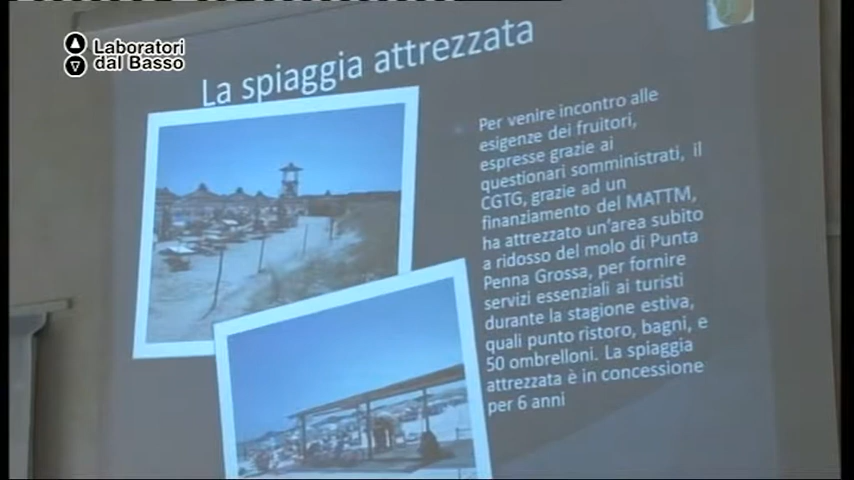 Laboratori
dal Basso
La spiaggia attrezzata
Per venire incontro alle
esigenze dei fruitori,
espresse grazie ai
questionari somministrati, il
CGTG, grazie ad un
finanziamento del MATTM,
ha attrezzato un'area subito
a ridosso del molo di Punta
Penna Grossa, per fornire
servizi essenziali ai turisti
durante la stagione estiva,
quali punto ristoro, bagni, e
50 ombrelloni. La spiaggia
attrezzata è in concessione
per 6 anni